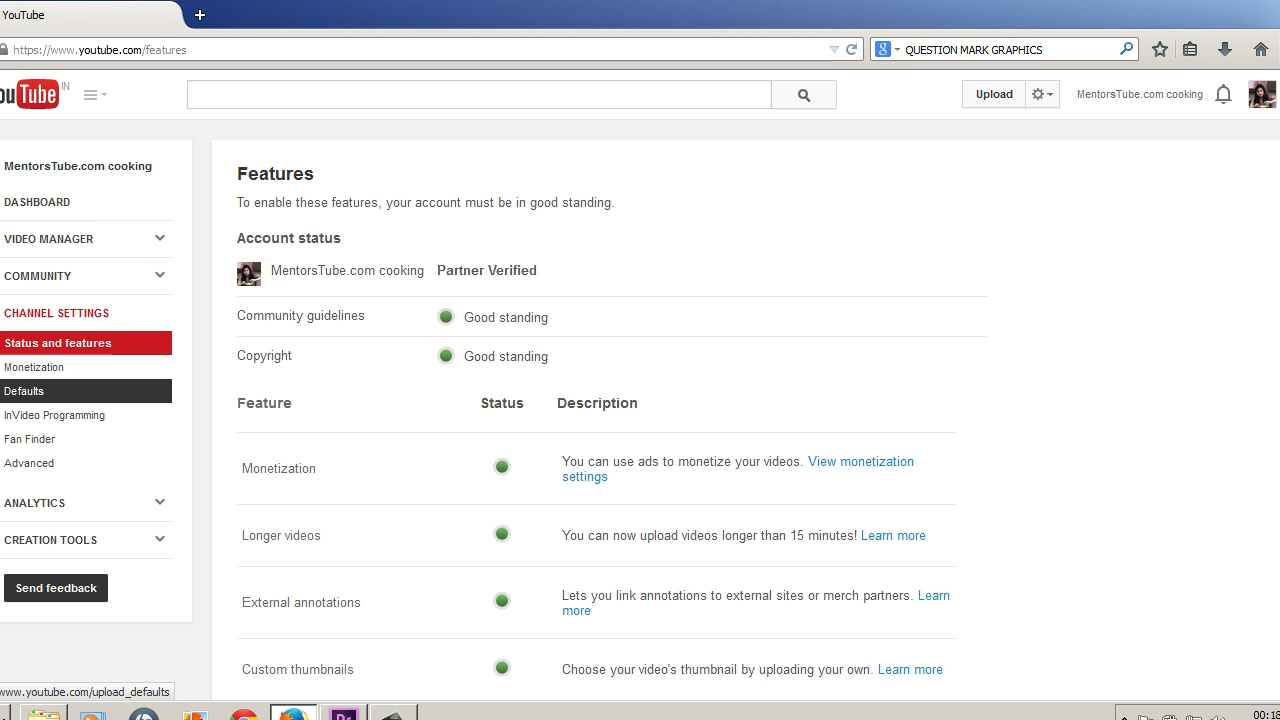 YouTube
https://www.youtube.com/features
QUESTION MARK GRAPHICS
ouTube IN
Upload
MentorsTube.com cooking
MentorsTube.com cooking
DASHBOARD
VIDEO MANAGER
COMMUNITY
CHANNEL SETTINGS
Status and features
Monetization
Defaults
InVideo Programming
Fan Finder
Advanced
ANALYTICS
CREATION TOOLS
Send feedback
Features
To enable these features, your account must be in good standing.
Account status
MentorsTube.com cooking Partner Verified
Community guidelines Good standing
Copyright Good standing
Feature Status Description
Monetization You can use ads to monetize your videos. View monetization
settings
Longer videos You can now upload videos longer than 15 minutes! Learn more
External annotations Lets you link annotations to external sites or merch partners. Learn
more
Custom thumbnails Choose your video's thumbnail by uploading your own. Learn more
www.youtube.com/upload_defaults
00:18